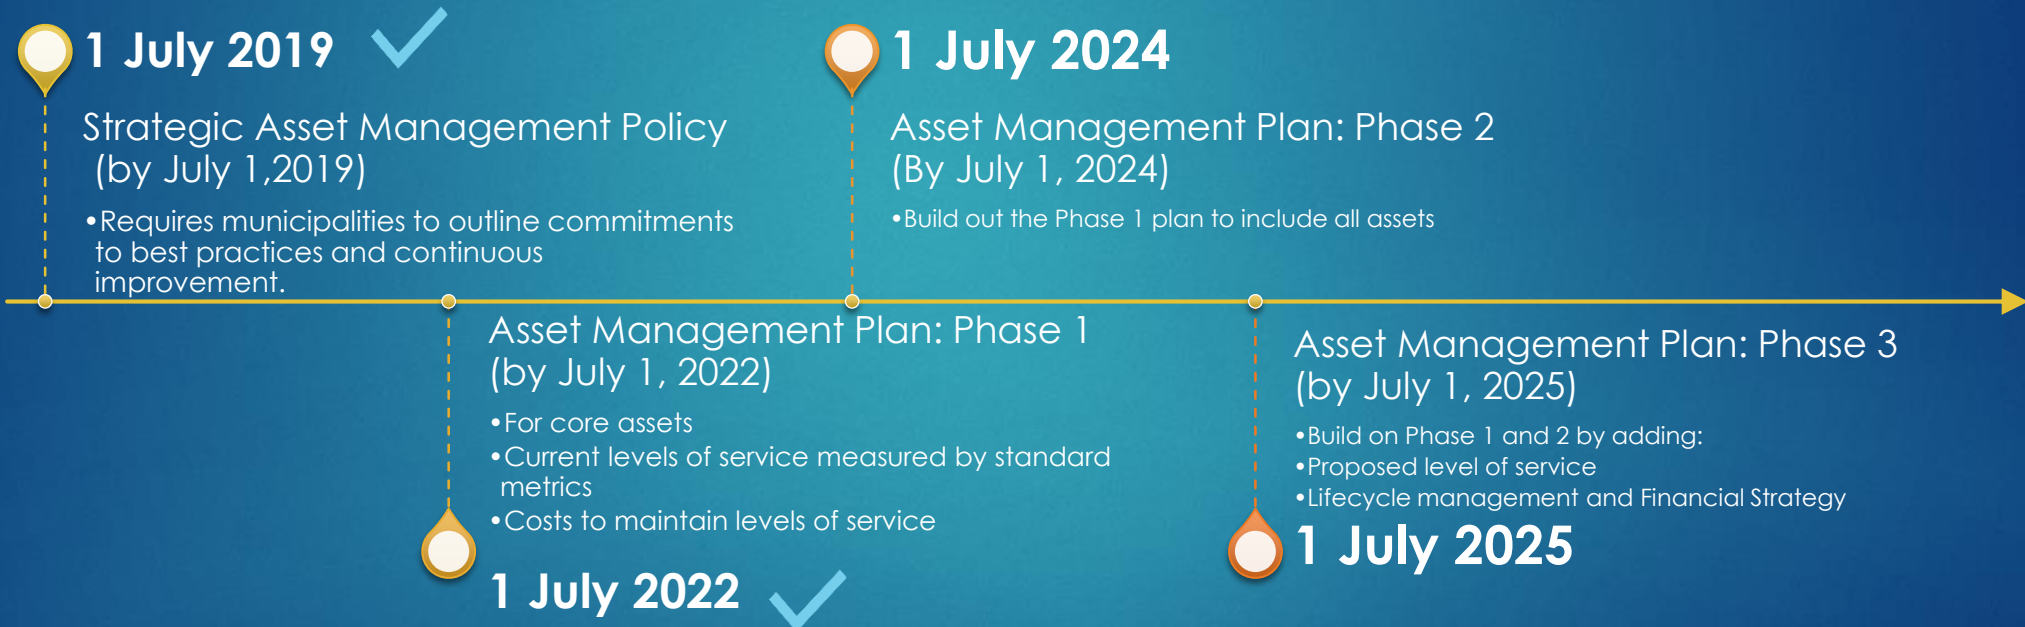 1 July 2019
Strategic Asset Management Policy
(by July 1,2019)
•Requires municipalities to outline commitments
to best practices and continuous
improvement.
Asset Management Plan: Phase 1
(by July 1, 2022)
•For core assets
•Current levels of service measured by standard
metrics
•Costs to maintain levels of service
1 July 2022
1 July 2024
Asset Management Plan: Phase 2
(By July 1, 2024)
•Build out the Phase 1 plan to include all assets
Asset Management Plan: Phase 3
(by July 1, 2025)
•Build on Phase 1 and 2 by adding:
•Proposed level of service
•Lifecycle management and Financial Strategy
1 July 2025